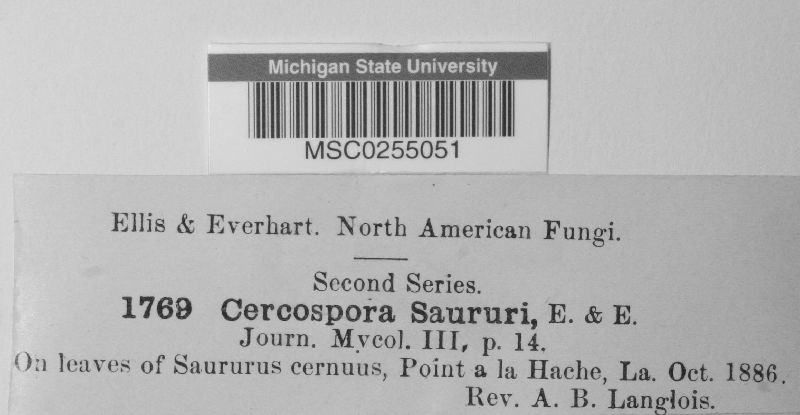 Michigan State University
MSC0255051
Ellis & Everhart. North American Fungi.
Second Series.
1769 Cercospora Saururi, E. & E.
Journ. Mycol. III, p. 14.
On leaves of Saururus cernuus, Point a la Hache, La. Oct. 1886.
Rev. A. B. Langlois.